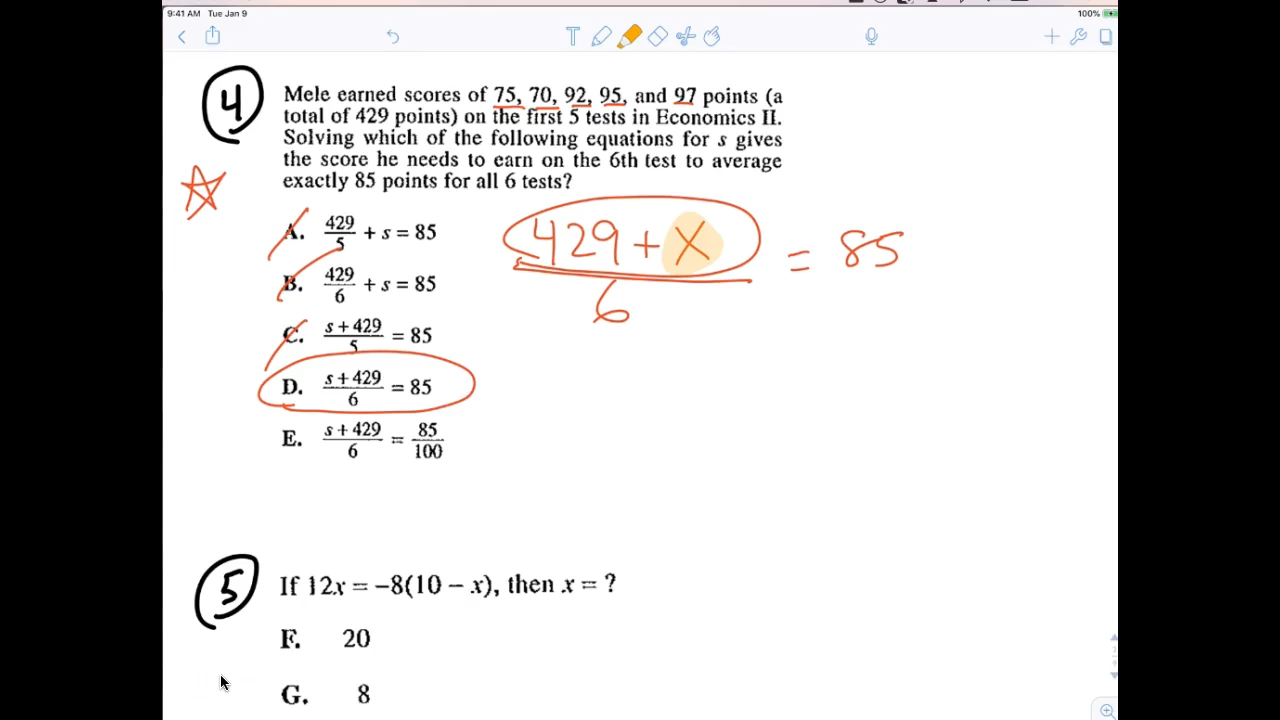 9:41 AM Tue Jan 9
100%
T
4
Mele earned scores of 75, 70, 92, 95, and 97 points (a
total of 429 points) on the first 5 tests in Economics II.
Solving which of the following equations for s gives
the score he needs to earn on the 6th test to average
exactly 85 points for all 6 tests?
A. 429/5 + s = 85
B. 429/6 + s = 85
C. (s + 429)/5 = 85
D. (s + 429)/6 = 85
E. (s + 429)/6 = 85/100
(429 + X)/6 = 85
5
If 12x = –8(10 – x), then x = ?
F. 20
G. 8